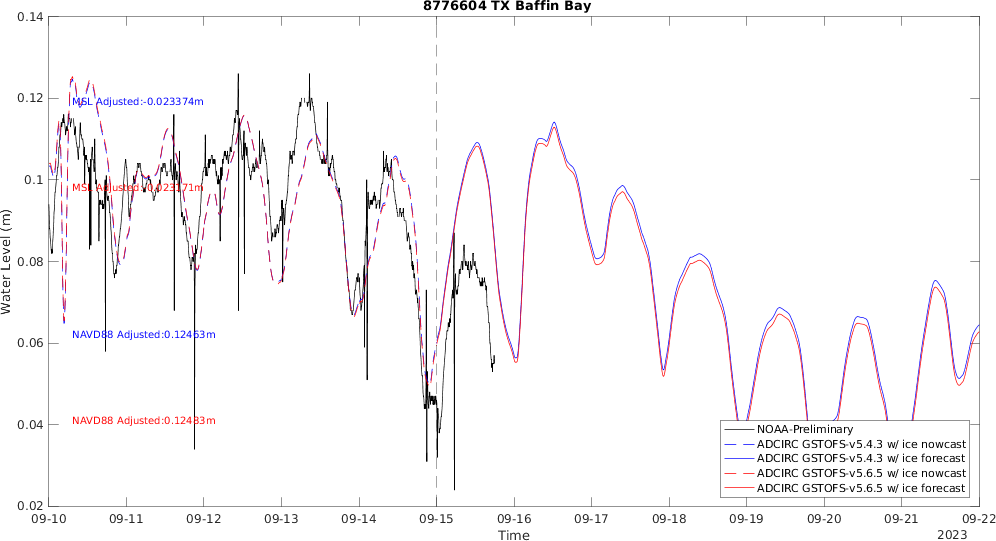 8776604 TX Baffin Bay
Water Level (m)
0.14
0.12
0.1
0.08
0.06
0.04
0.02
MSL Adjusted:-0.023374m
MSL Adjusted:-0.023171m
NAVD88 Adjusted:0.12463m
NAVD88 Adjusted:0.12483m
NOAA-Preliminary
ADCIRC GSTOFS-v5.4.3 w/ ice nowcast
ADCIRC GSTOFS-v5.4.3 w/ ice forecast
ADCIRC GSTOFS-v5.6.5 w/ ice nowcast
ADCIRC GSTOFS-v5.6.5 w/ ice forecast
09-10 09-11 09-12 09-13 09-14 09-15 09-16 09-17 09-18 09-19 09-20 09-21 09-22
Time
2023